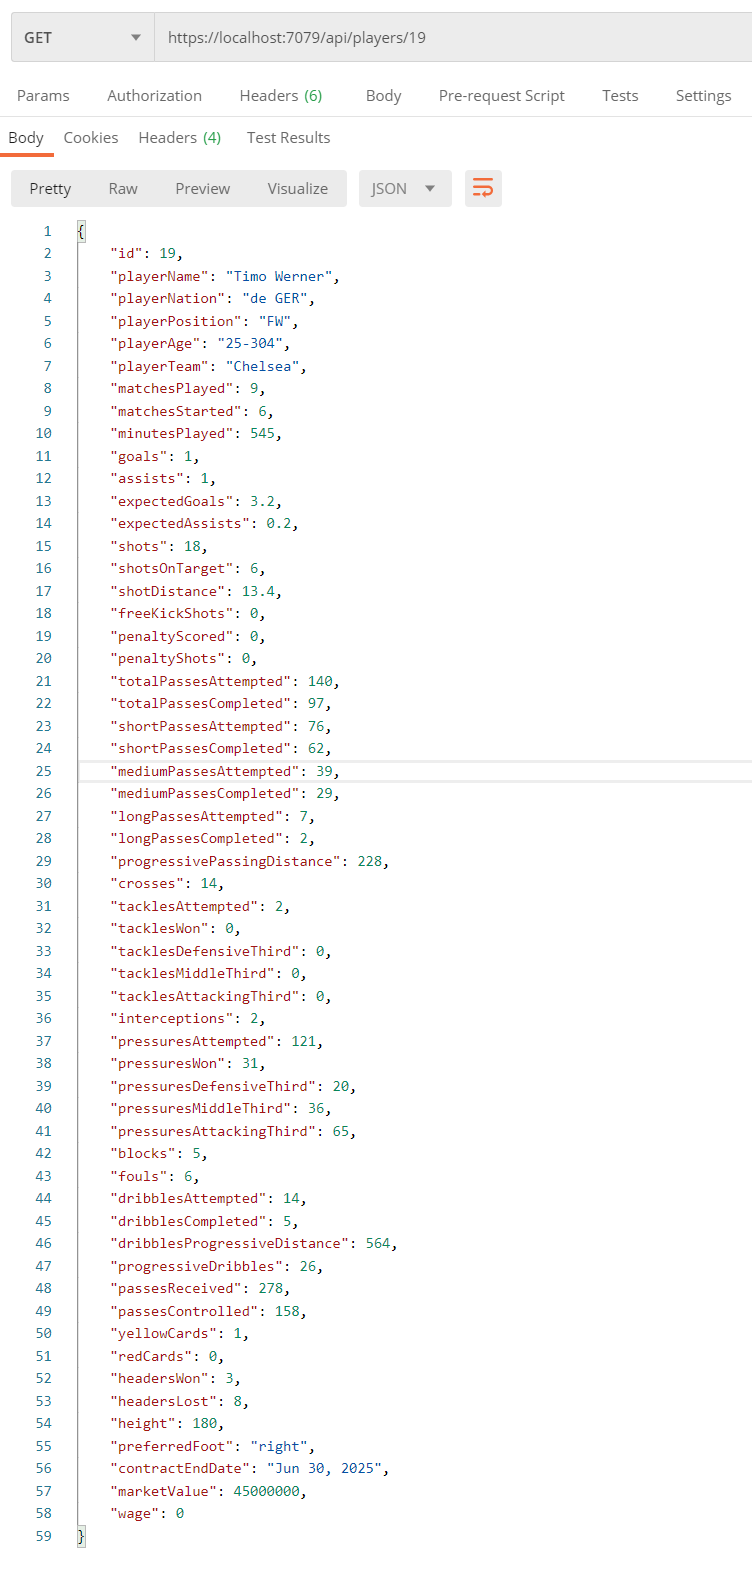 GET https://localhost:7079/api/players/19
Params Authorization Headers (6) Body Pre-request Script Tests Settings
Body Cookies Headers (4) Test Results
Pretty Raw Preview Visualize JSON
1 {
2 "id": 19,
3 "playerName": "Timo Werner",
4 "playerNation": "de GER",
5 "playerPosition": "FW",
6 "playerAge": "25-304",
7 "playerTeam": "Chelsea",
8 "matchesPlayed": 9,
9 "matchesStarted": 6,
10 "minutesPlayed": 545,
11 "goals": 1,
12 "assists": 1,
13 "expectedGoals": 3.2,
14 "expectedAssists": 0.2,
15 "shots": 18,
16 "shotsOnTarget": 6,
17 "shotDistance": 13.4,
18 "freeKickShots": 0,
19 "penaltyScored": 0,
20 "penaltyShots": 0,
21 "totalPassesAttempted": 140,
22 "totalPassesCompleted": 97,
23 "shortPassesAttempted": 76,
24 "shortPassesCompleted": 62,
25 "mediumPassesAttempted": 39,
26 "mediumPassesCompleted": 29,
27 "longPassesAttempted": 7,
28 "longPassesCompleted": 2,
29 "progressivePassingDistance": 228,
30 "crosses": 14,
31 "tacklesAttempted": 2,
32 "tacklesWon": 0,
33 "tacklesDefensiveThird": 0,
34 "tacklesMiddleThird": 0,
35 "tacklesAttackingThird": 0,
36 "interceptions": 2,
37 "pressuresAttempted": 121,
38 "pressuresWon": 31,
39 "pressuresDefensiveThird": 20,
40 "pressuresMiddleThird": 36,
41 "pressuresAttackingThird": 65,
42 "blocks": 5,
43 "fouls": 6,
44 "dribblesAttempted": 14,
45 "dribblesCompleted": 5,
46 "dribblesProgressiveDistance": 564,
47 "progressiveDribbles": 26,
48 "passesReceived": 278,
49 "passesControlled": 158,
50 "yellowCards": 1,
51 "redCards": 0,
52 "headersWon": 3,
53 "headersLost": 8,
54 "height": 180,
55 "preferredFoot": "right",
56 "contractEndDate": "Jun 30, 2025",
57 "marketValue": 45000000,
58 "wage": 0
59 }